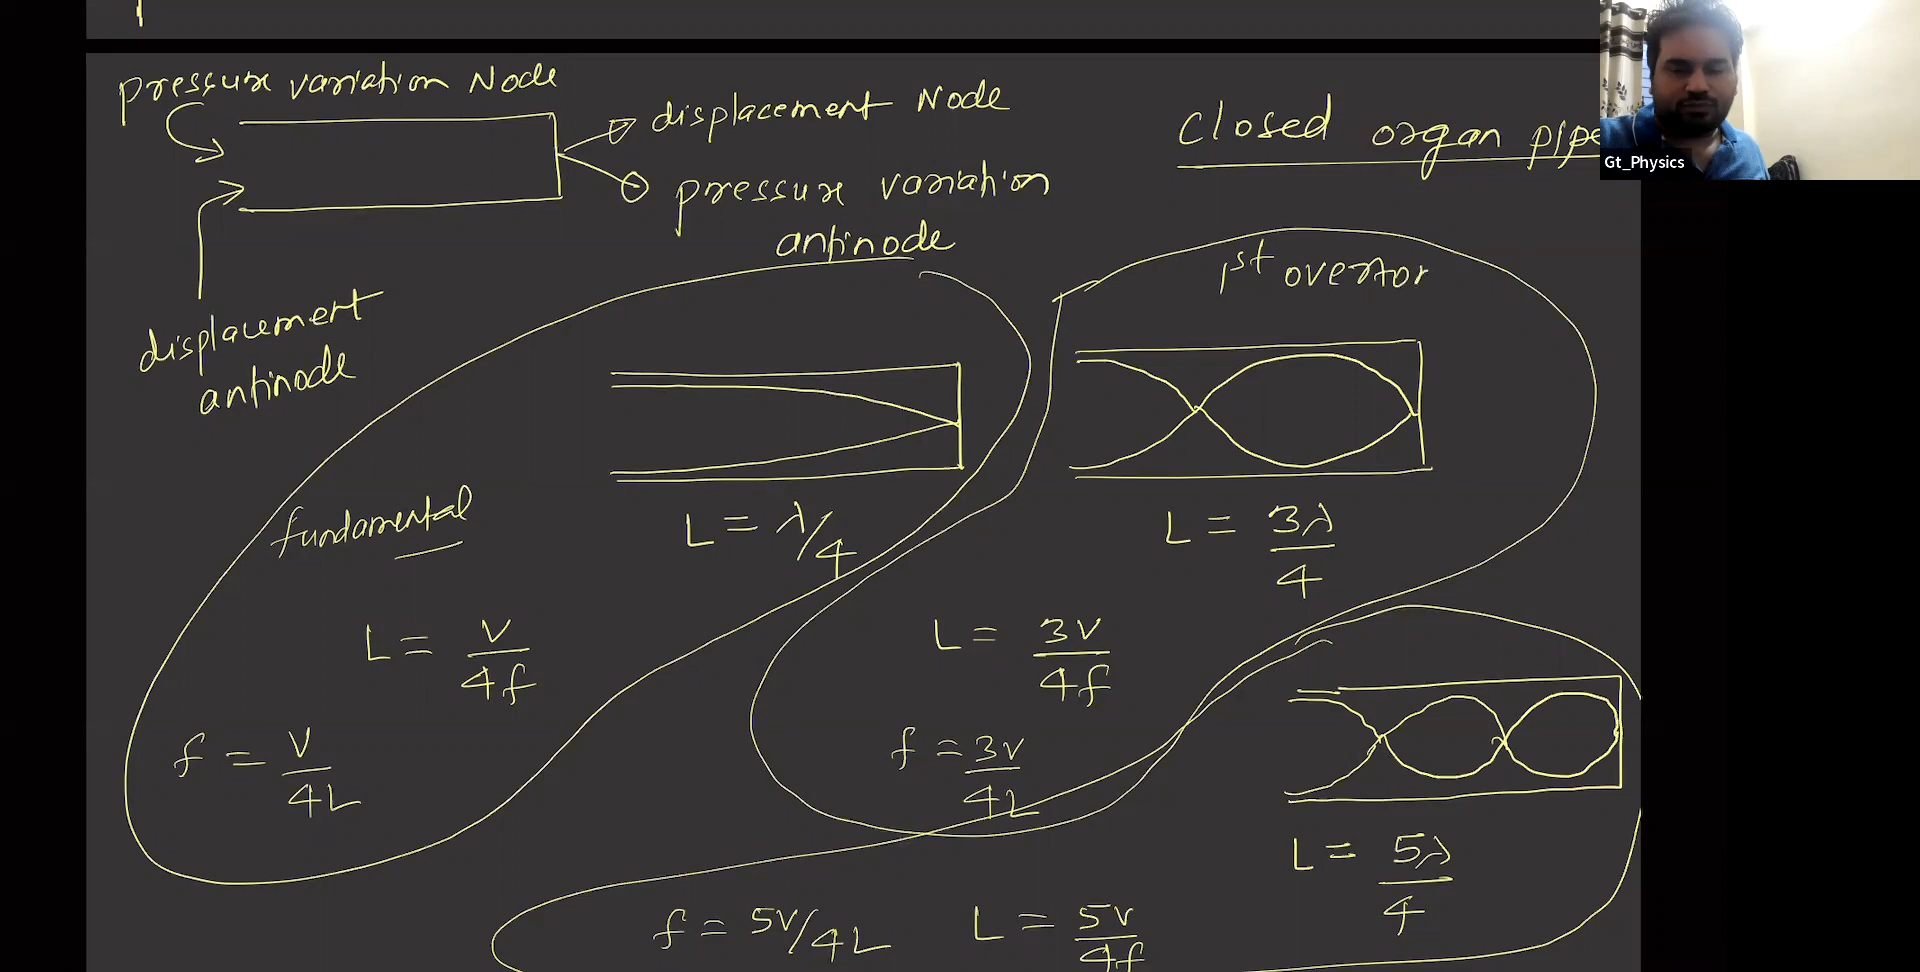 pressure variation Node
displacement Node
pressure variation
antinode
displacement
antinode
Closed organ pipe
Gt_Physics
fundamental
L = λ/4
L = v/4f
f = v/4L
1st overtor
L = 3λ/4
L = 3v/4f
f = 3v/4L
L = 5λ/4
f = 5v/4L
L = 5v/4f